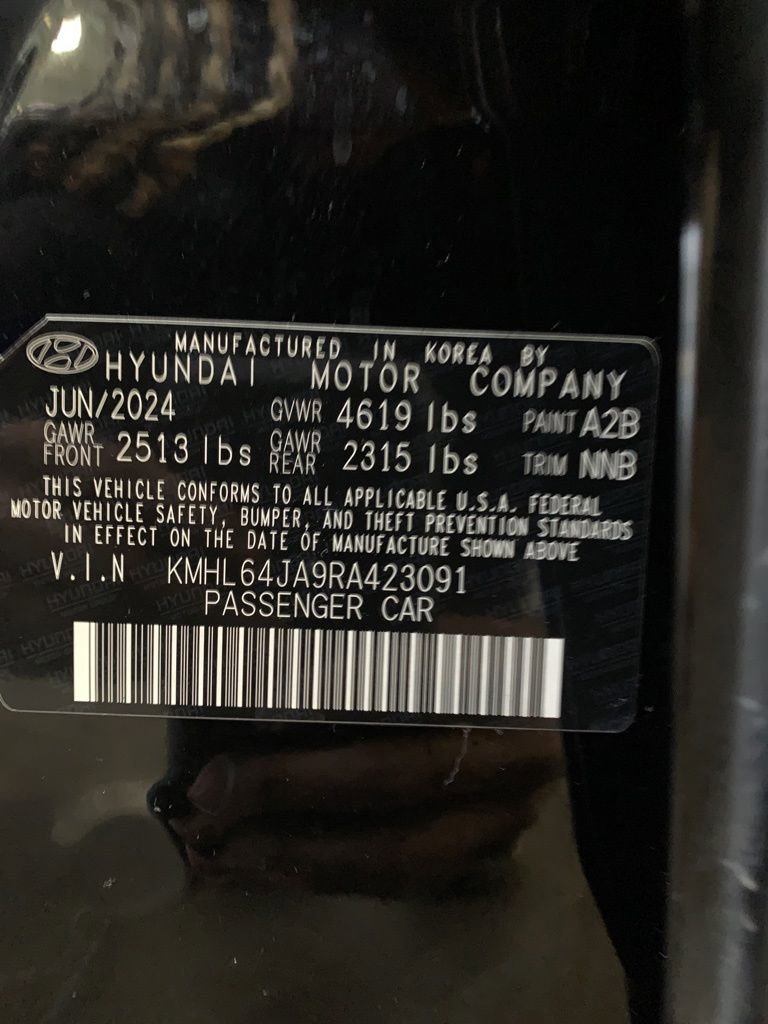 MANUFACTURED IN KOREA BY
HYUNDAI MOTOR COMPANY
JUN/2024 GVWR 4619 lbs PAINT A2B
GAWR FRONT 2513 lbs GAWR REAR 2315 lbs TRIM NNB
THIS VEHICLE CONFORMS TO ALL APPLICABLE U.S.A. FEDERAL
MOTOR VEHICLE SAFETY, BUMPER, AND THEFT PREVENTION STANDARDS
IN EFFECT ON THE DATE OF MANUFACTURE SHOWN ABOVE
V.I.N KMHL64JA9RA423091
PASSENGER CAR